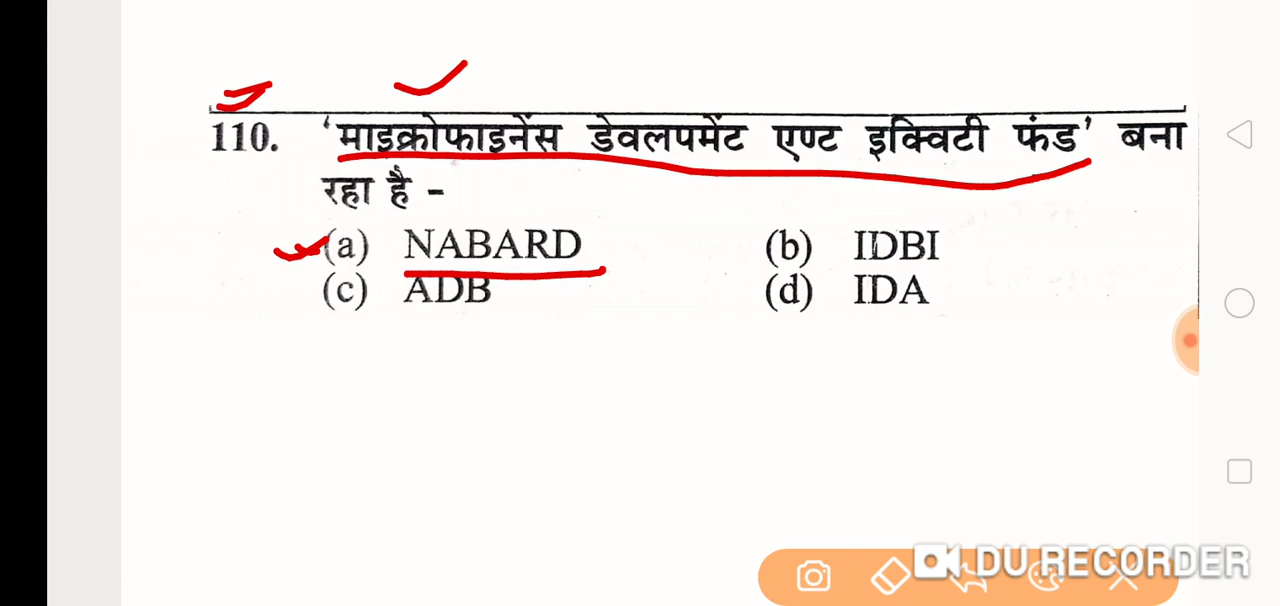 110. 'माइक्रोफाइनेंस डेवलपमेंट एण्ट इक्विटी फंड' बना
रहा है -
(a) NABARD (b) IDBI
(c) ADB (d) IDA
DU RECORDER